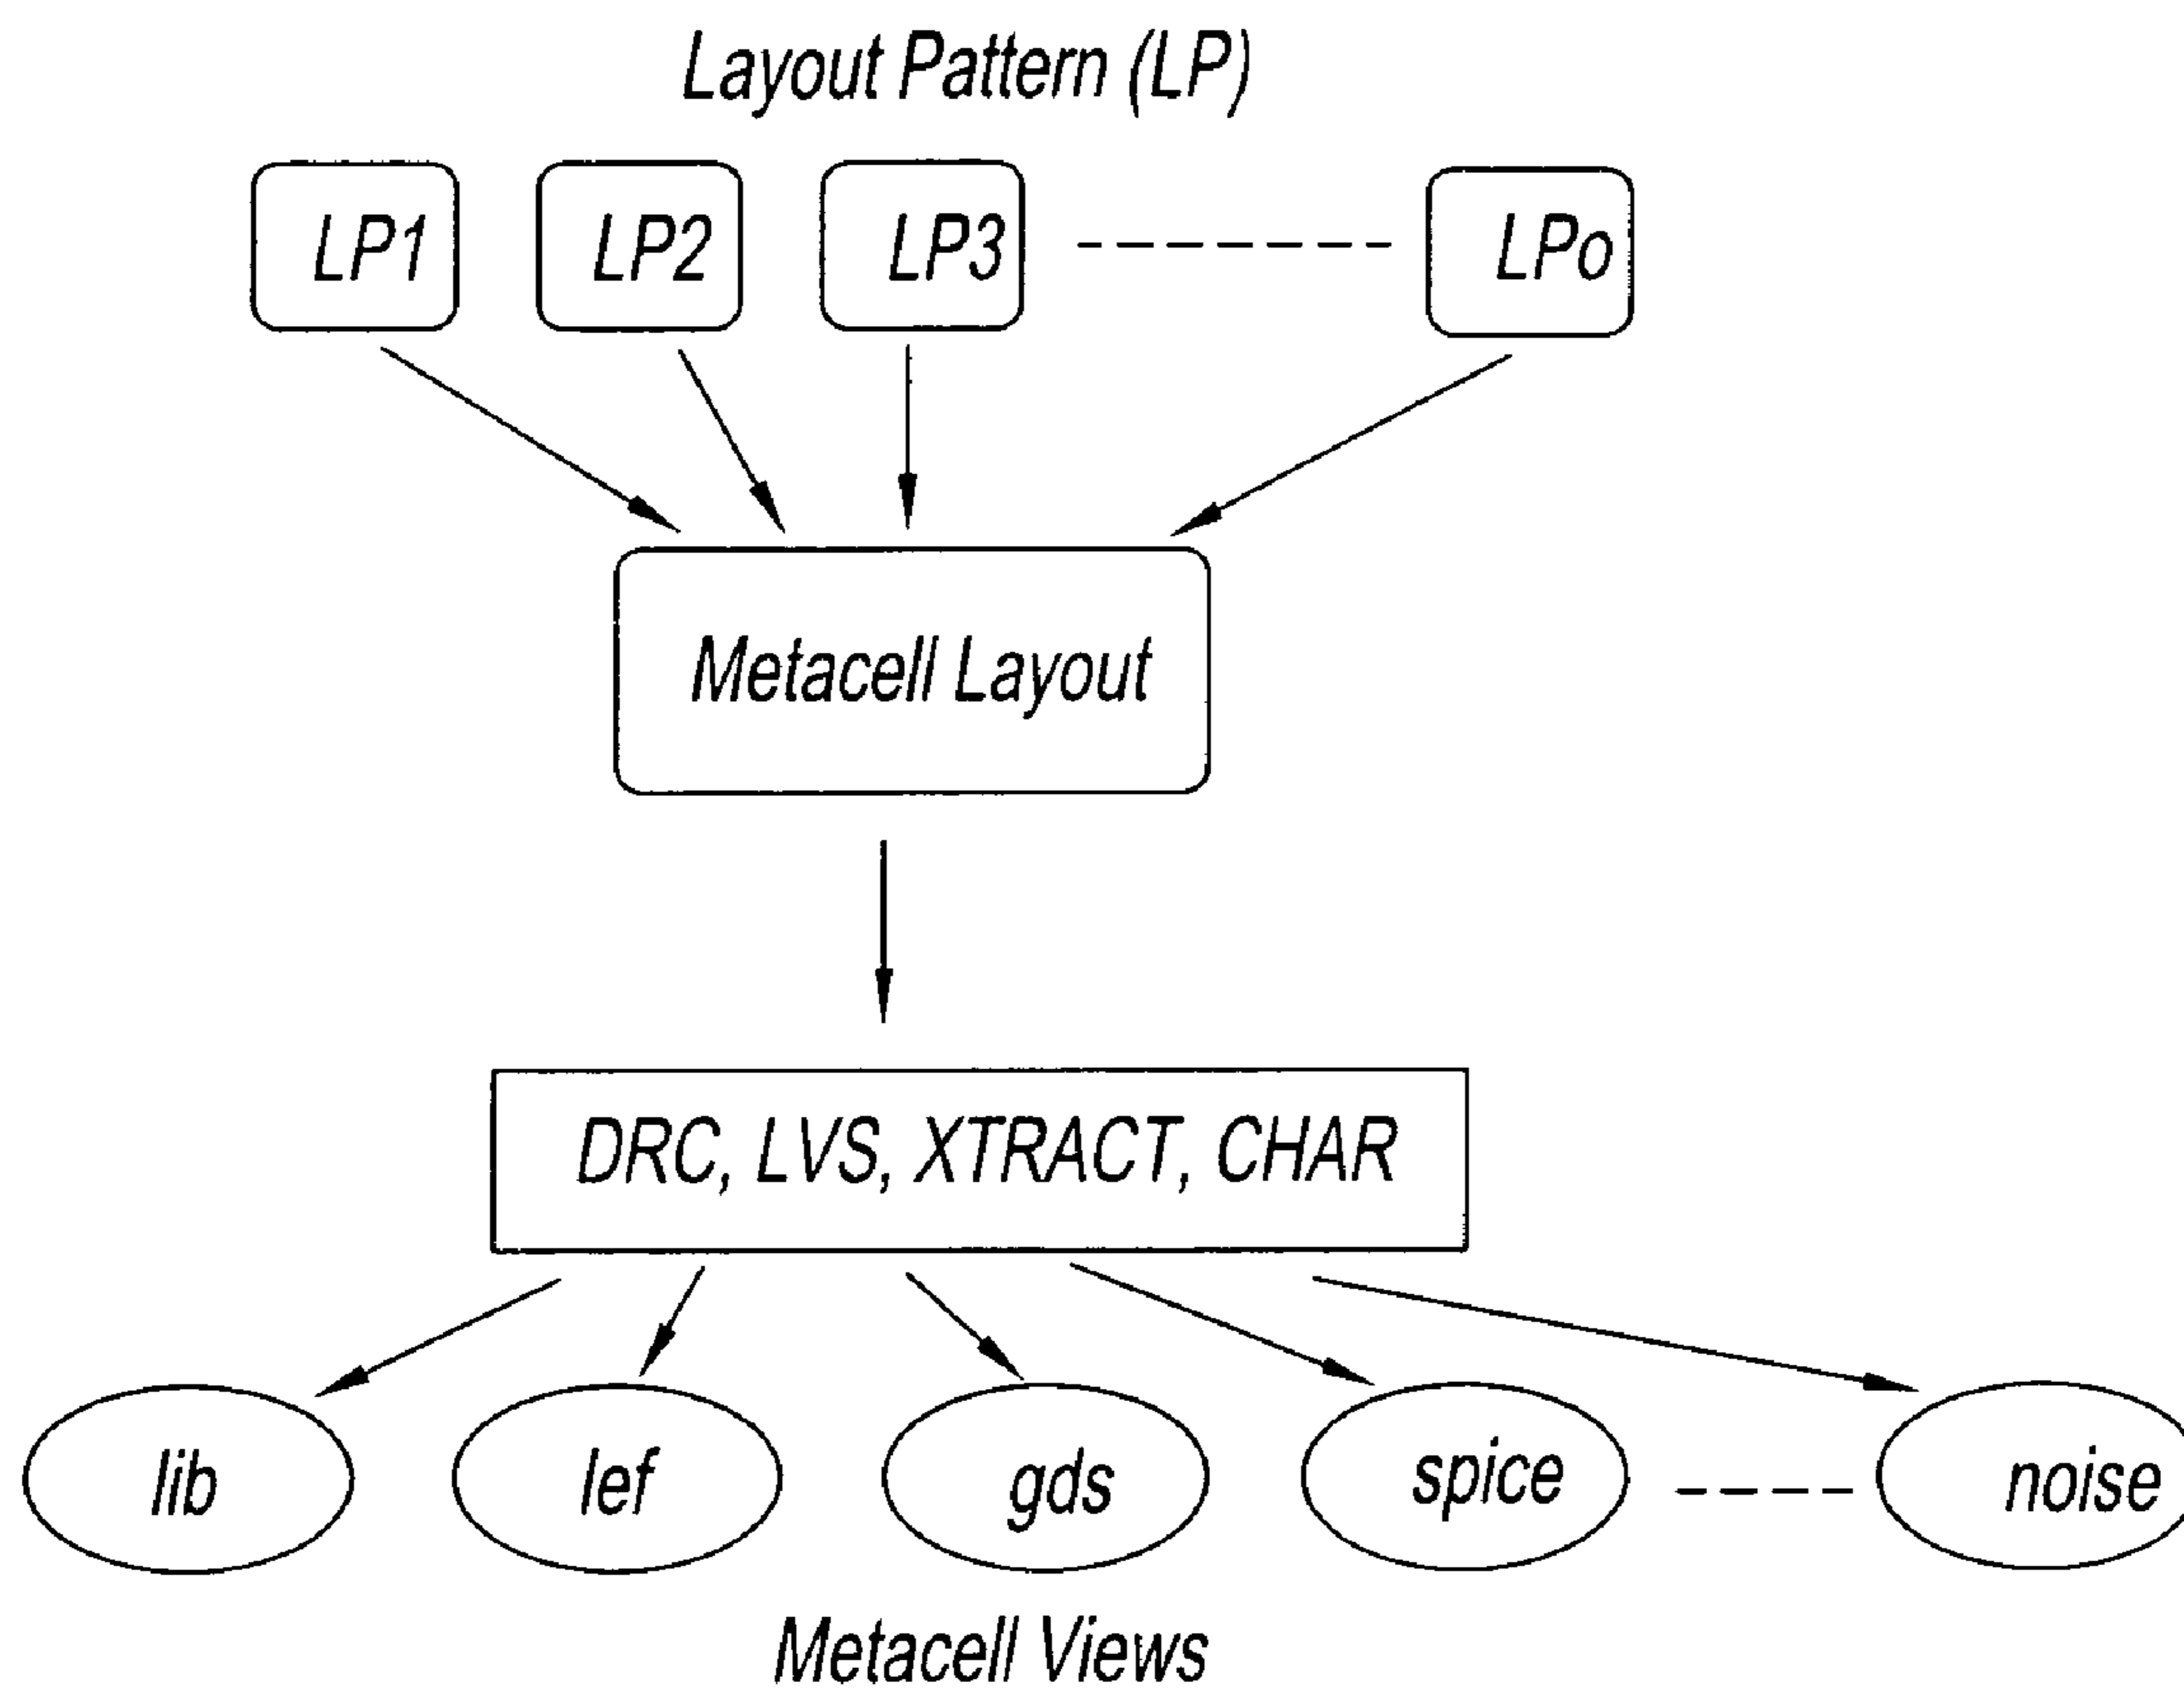 Layout Pattern (LP)
LP1 LP2 LP3 LPo
Metacell Layout
DRC, LVS, XTRACT, CHAR
lib lef gds spice noise
Metacell Views